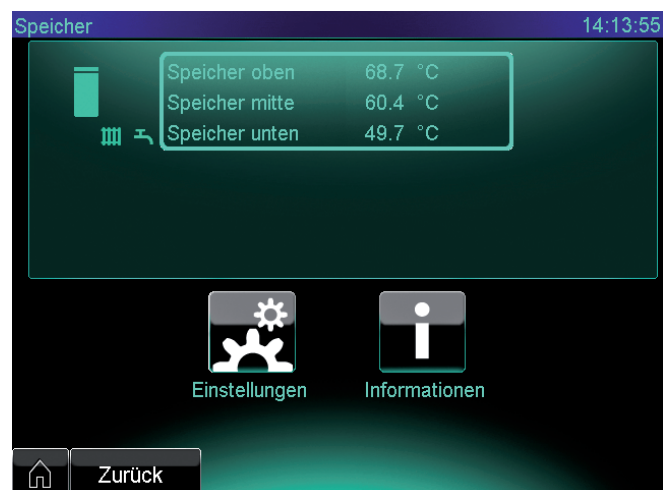 Speicher 14:13:55
Speicher oben 68.7 °C
Speicher mitte 60.4 °C
Speicher unten 49.7 °C
Einstellungen Informationen
Zurück